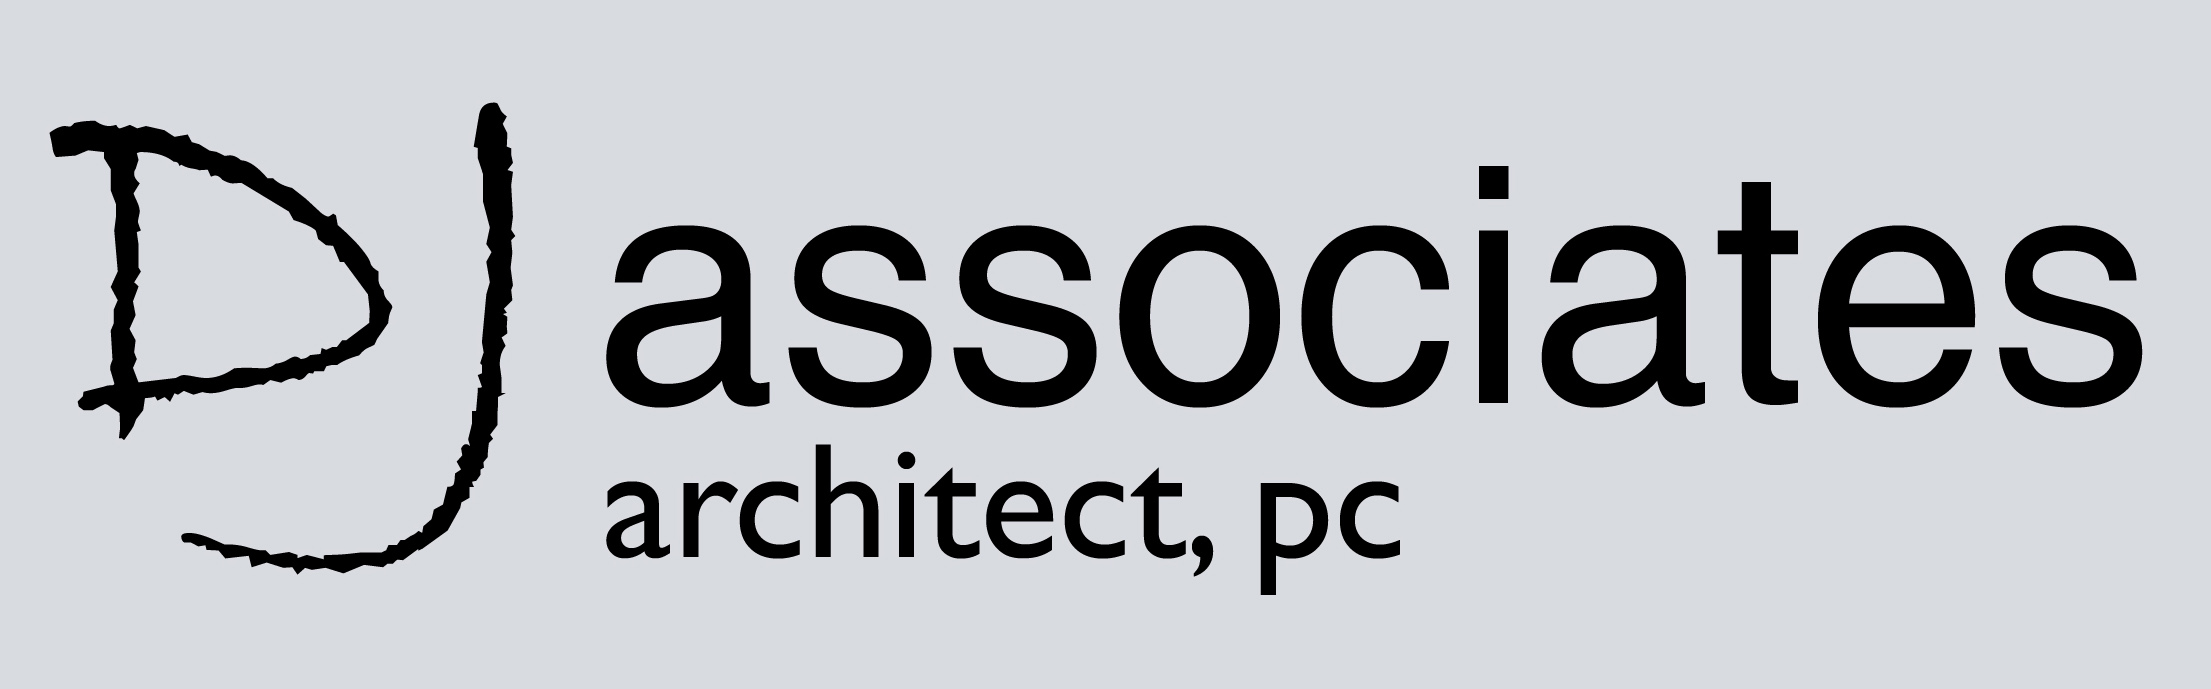 DJ associates
architect, pc